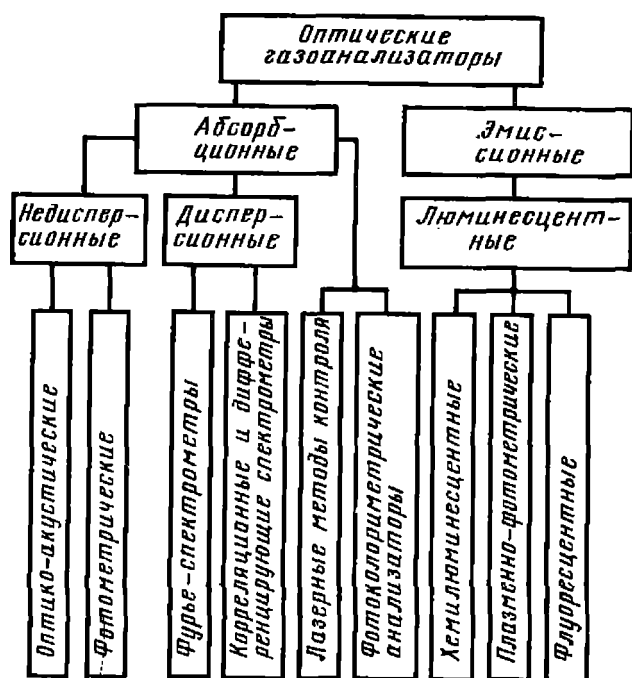 Оптические
газоанализаторы
Абсорб-
ционные
Эмис-
сионные
Недиспер-
сионные
Диспер-
сионные
Люминесцент-
ные
Оптико-акустические
Фотометрические
Фурье-спектрометры
Корреляционные и диффе-
ренцирующие спектрометры
Лазерные методы контроля
Фотоколориметрические
анализаторы
Хемилюминесцентные
Плазменно-фотометрические
Флуоресцентные